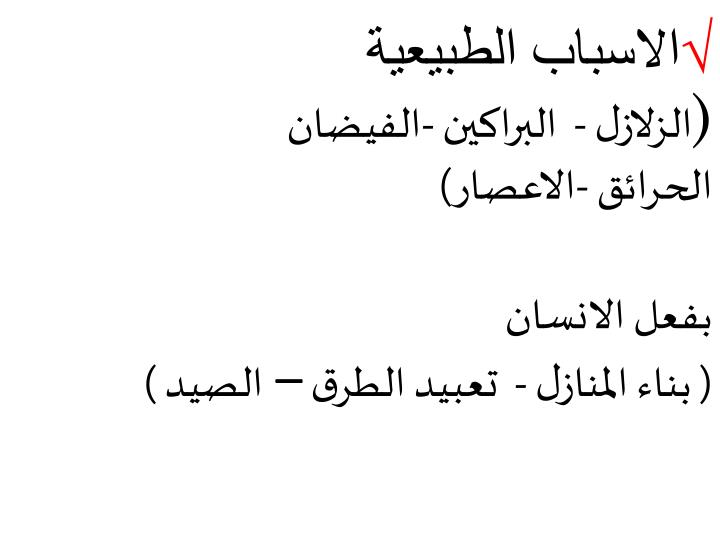 √الاسباب الطبيعية
(الزلازل - البراكين -الفيضان
الحرائق -الاعصار)
بفعل الانسان
( بناء المنازل - تعبيد الطرق – الصيد )